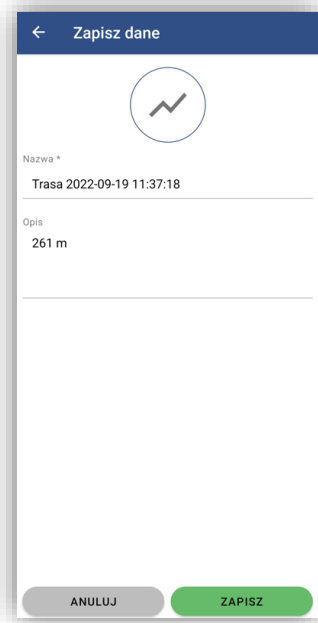 Zapisz dane
Nazwa *
Trasa 2022-09-19 11:37:18
Opis
261 m
ANULUJ
ZAPISZ